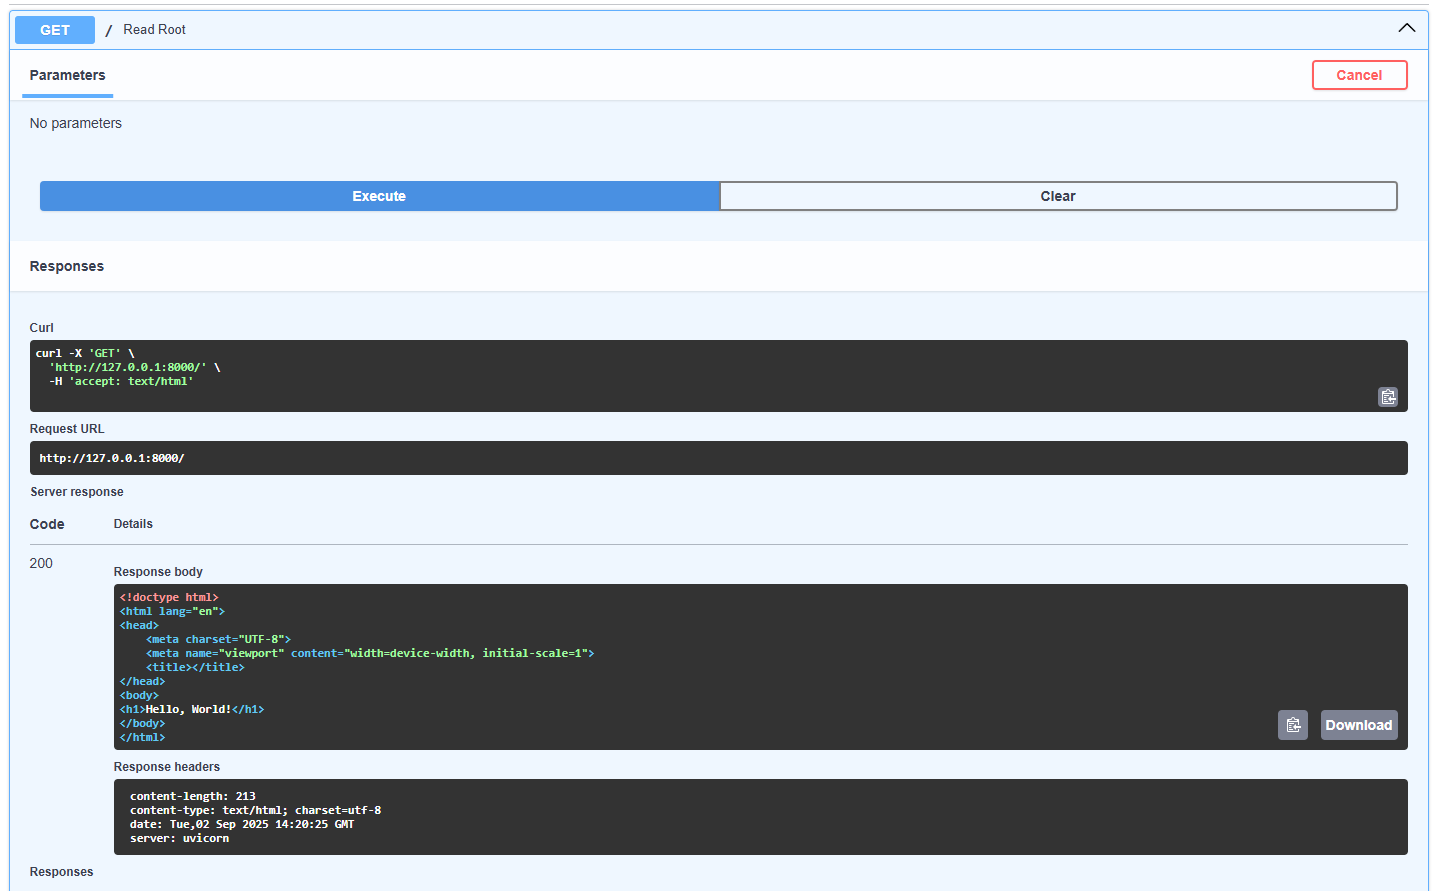 GET / Read Root
Parameters
Cancel
No parameters
Execute
Clear
Responses
Curl
curl -X 'GET' \
  'http://127.0.0.1:8000/' \
  -H 'accept: text/html'
Request URL
http://127.0.0.1:8000/
Server response
Code Details
200
Response body
<!doctype html>
<html lang="en">
<head>
    <meta charset="UTF-8">
    <meta name="viewport" content="width=device-width, initial-scale=1">
    <title></title>
</head>
<body>
<h1>Hello, World!</h1>
</body>
</html>
Download
Response headers
content-length: 213
content-type: text/html; charset=utf-8
date: Tue,02 Sep 2025 14:20:25 GMT
server: uvicorn
Responses